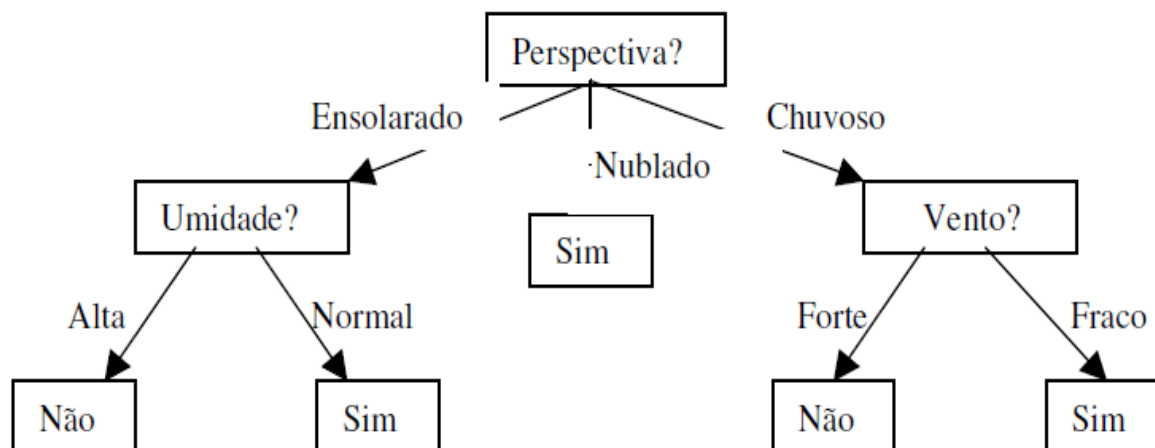 Perspectiva?
Ensolarado
Chuvoso
Nublado
Umidade?
Vento?
Sim
Alta
Normal
Forte
Fraco
Não
Sim
Não
Sim